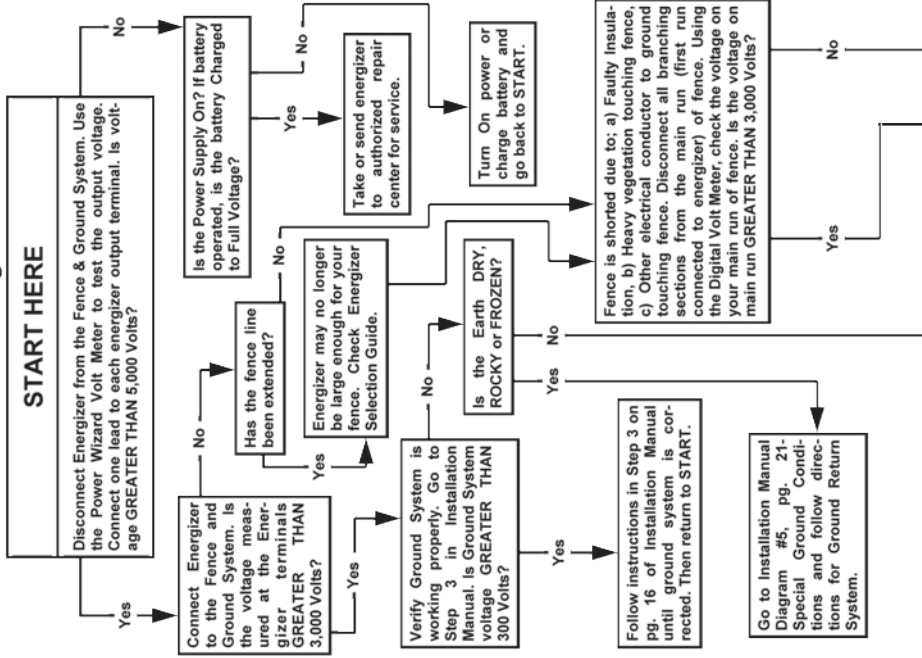 START HERE
Disconnect Energizer from the Fence & Ground System. Use
the Power Wizard Volt Meter to test the output voltage.
Connect one lead to each energizer output terminal. Is volt-
age GREATER THAN 5,000 Volts?
Yes
No
Connect Energizer
to the Fence and
Ground System. Is
the voltage meas-
ured at the Ener-
gizer terminals
GREATER THAN
3,000 Volts?
No
Yes
Has the fence line
been extended?
Yes
No
Is the Power Supply On? If battery
operated, is the battery Charged
to Full Voltage?
Yes
No
Energizer may no longer
be large enough for your
fence. Check Energizer
Selection Guide.
Take or send energizer
to authorized repair
center for service.
Turn On power or
charge battery and
go back to START.
Verify Ground System is
working properly. Go to
Step 3 in Installation
Manual. Is Ground System
voltage GREATER THAN
300 Volts?
No
Yes
Is the Earth DRY,
ROCKY or FROZEN?
Yes
No
Fence is shorted due to; a) Faulty Insula-
tion, b) Heavy vegetation touching fence,
c) Other electrical conductor to ground
touching fence. Disconnect all branching
sections from the main run (first run
connected to energizer) of fence. Using
the Digital Volt Meter, check the voltage on
your main run of fence. Is the voltage on
main run GREATER THAN 3,000 Volts?
Yes
No
Follow instructions in Step 3 on
pg. 16 of Installation Manual
until ground system is cor-
rected. Then return to START.
Go to Installation Manual
Diagram #5, pg. 21-
Special Ground Condi-
tions and follow direc-
tions for Ground Return
System.